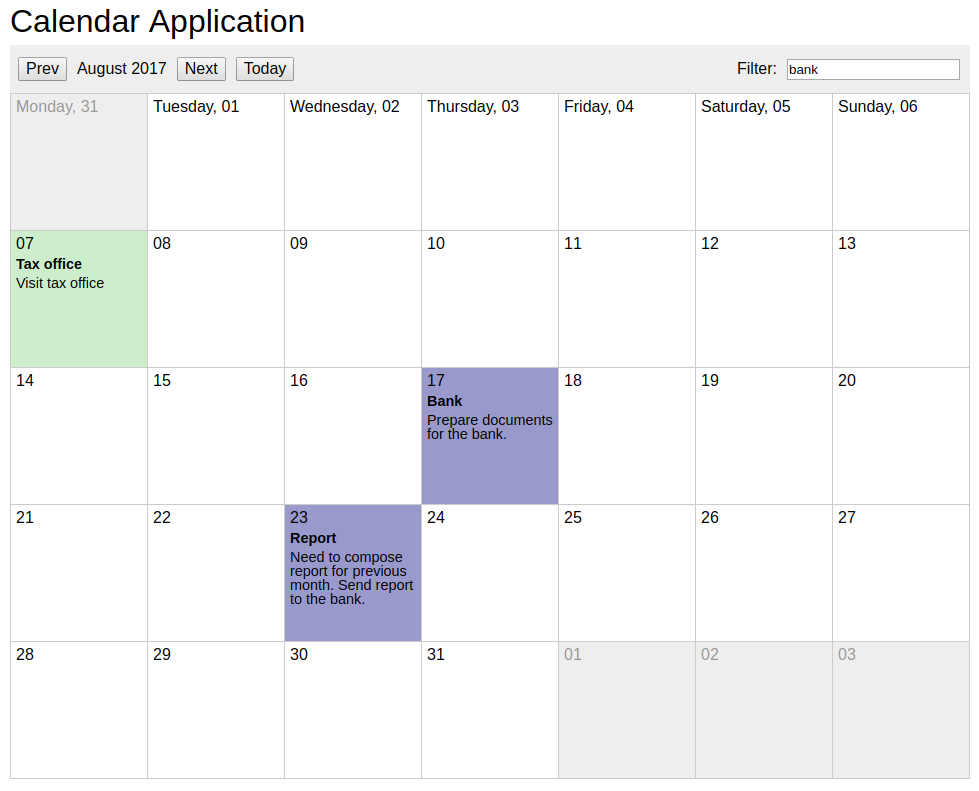 Calendar Application
Prev August 2017 Next Today Filter: bank
Monday, 31 Tuesday, 01 Wednesday, 02 Thursday, 03 Friday, 04 Saturday, 05 Sunday, 06
07 08 09 10 11 12 13
Tax office
Visit tax office
14 15 16 17 18 19 20
Bank
Prepare documents
for the bank.
21 22 23 24 25 26 27
Report
Need to compose
report for previous
month. Send report
to the bank.
28 29 30 31 01 02 03